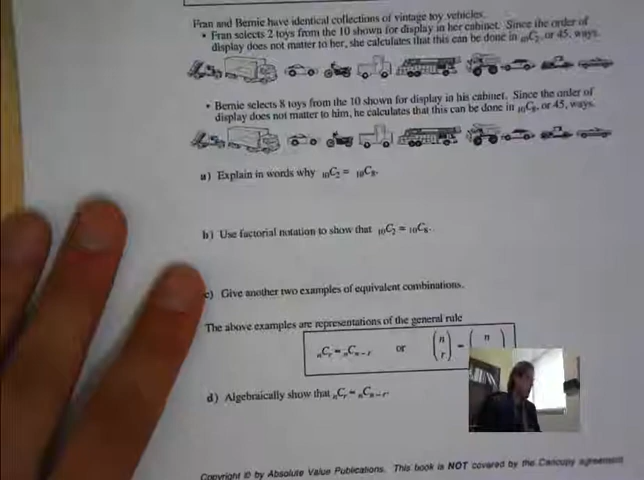 Fran and Bernie have identical collections of vintage toy vehicles.
• Fran selects 2 toys from the 10 shown for display in her cabinet. Since the order of
display does not matter to her, she calculates that this can be done in ₁₀C₂, or 45, ways.
• Bernie selects 8 toys from the 10 shown for display in his cabinet. Since the order of
display does not matter to him, he calculates that this can be done in ₁₀C₈, or 45, ways.
a) Explain in words why ₁₀C₂ = ₁₀C₈.
b) Use factorial notation to show that ₁₀C₂ = ₁₀C₈.
c) Give another two examples of equivalent combinations.
The above examples are representations of the general rule
ₙCᵣ = ₙCₙ₋ᵣ or (n r) = ( n
d) Algebraically show that ₙCᵣ = ₙCₙ₋ᵣ.
Copyright © by Absolute Value Publications. This book is NOT covered by the Cancopy agreement